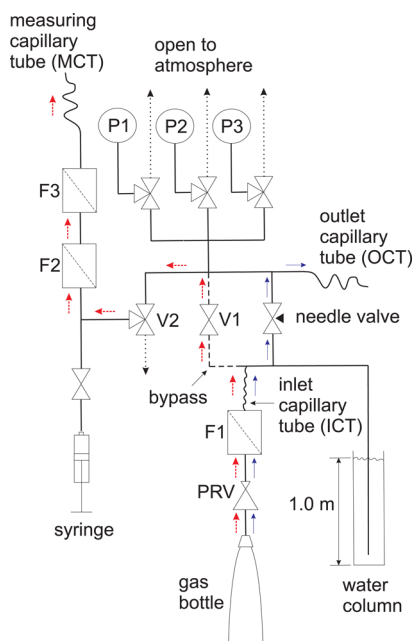 measuring
capillary
tube (MCT)
open to
atmosphere
P1
P2
P3
F3
F2
outlet
capillary
tube (OCT)
V2
V1
needle valve
bypass
inlet
capillary
tube (ICT)
F1
PRV
1.0 m
syringe
gas
bottle
water
column